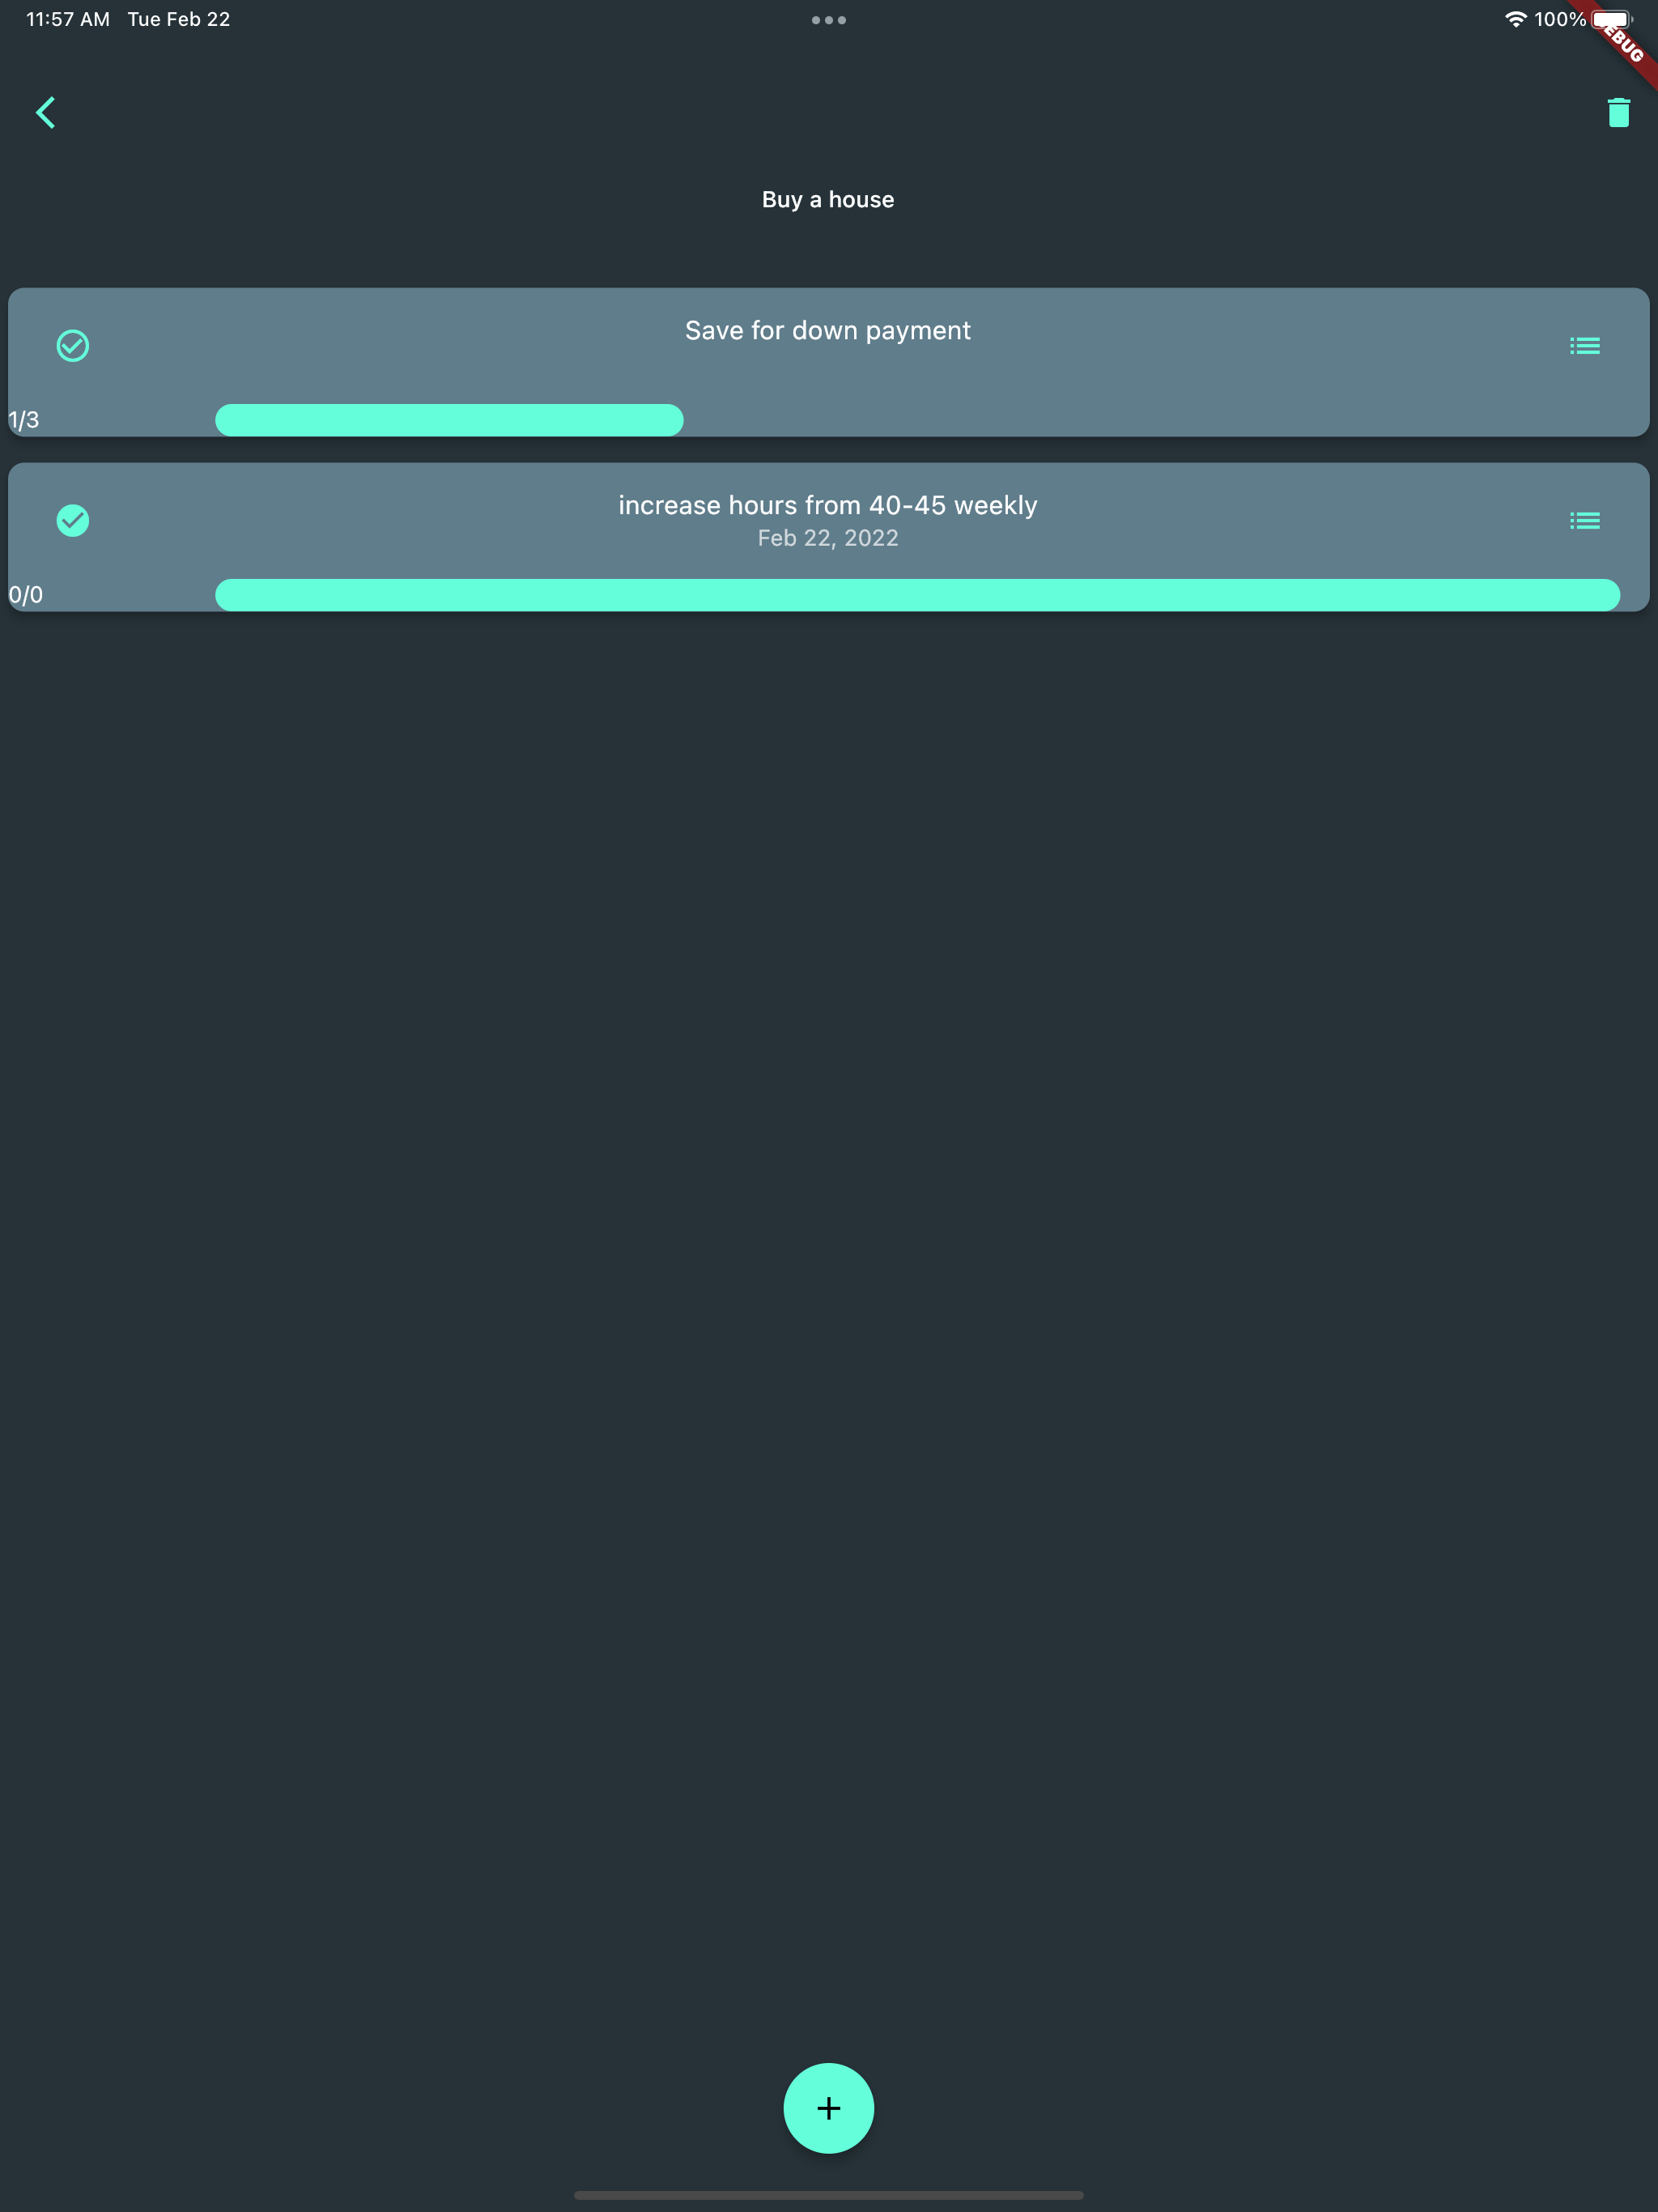 11:57 AM Tue Feb 22
100%
EBUG
Buy a house
Save for down payment
1/3
increase hours from 40-45 weekly
Feb 22, 2022
0/0